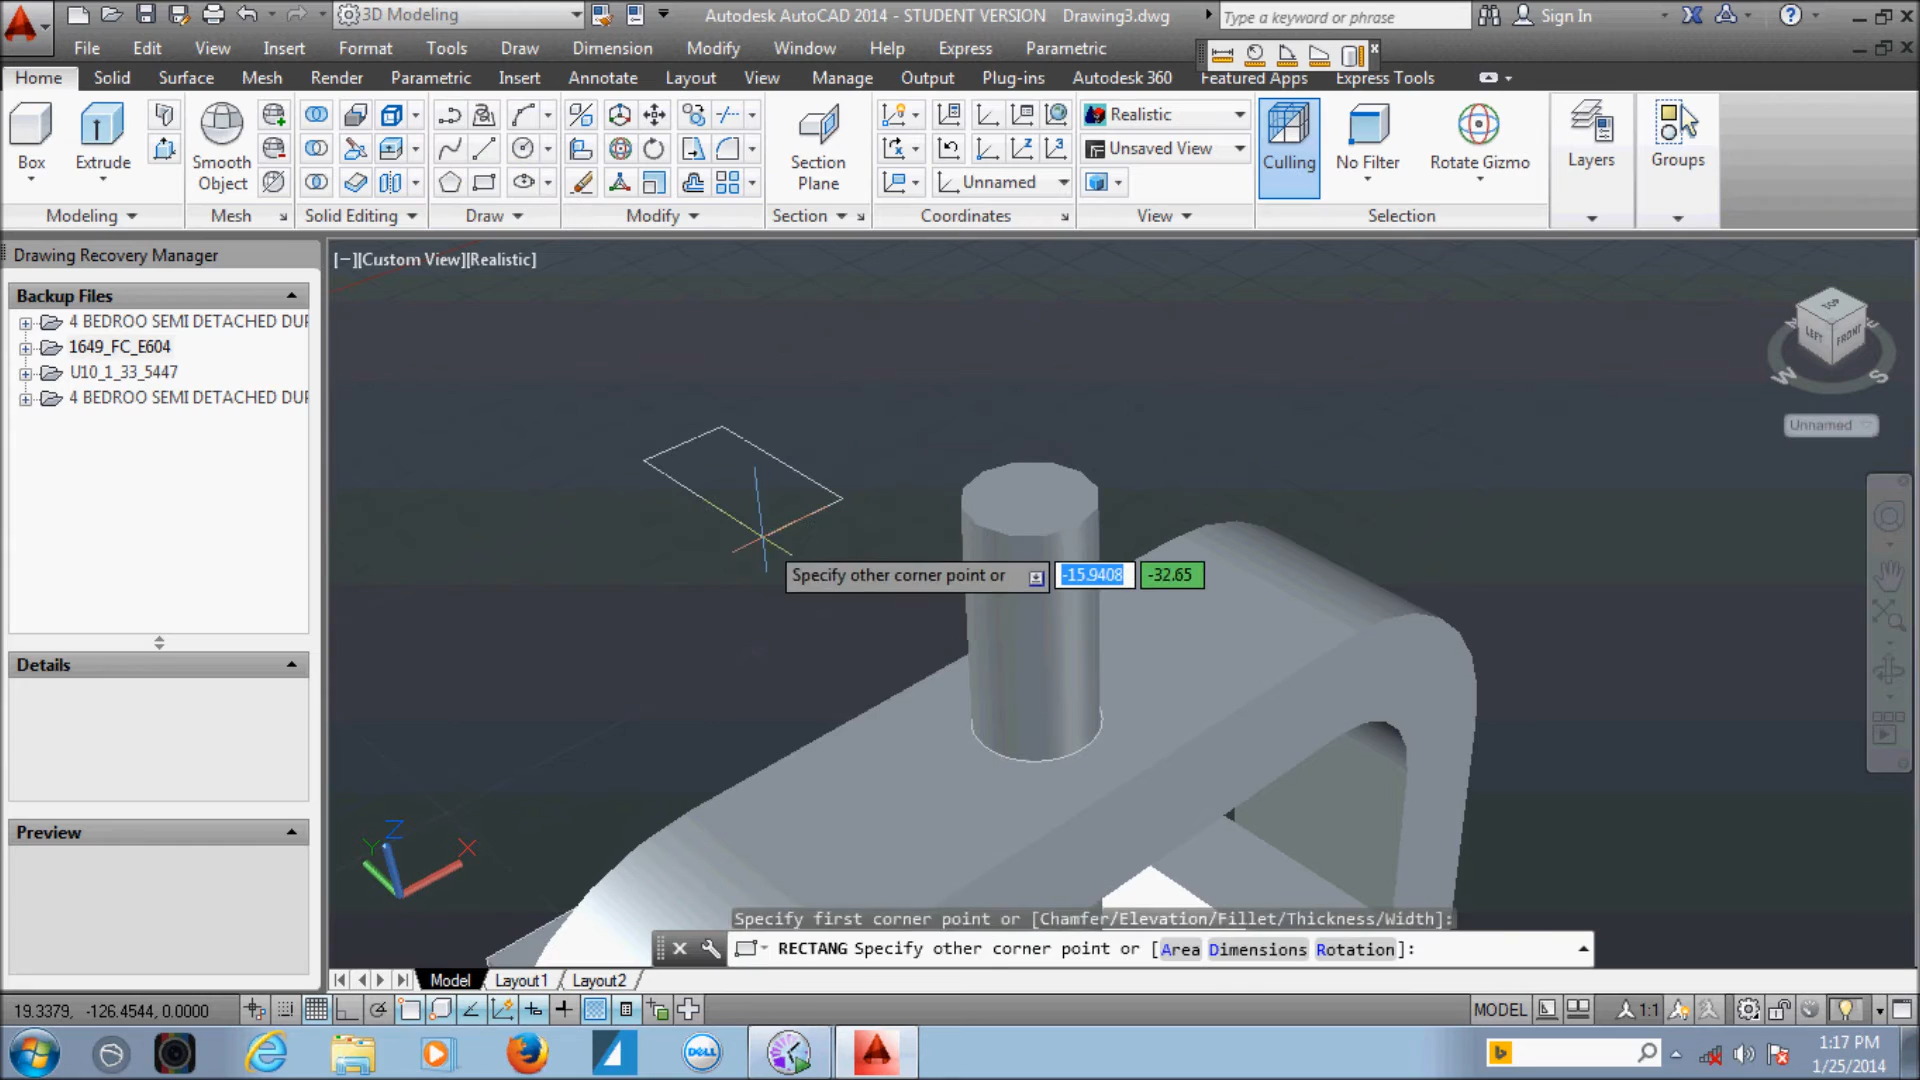 3D Modeling
Autodesk AutoCAD 2014 - STUDENT VERSION Drawing3.dwg
Type a keyword or phrase
Sign In
File Edit View Insert Format Tools Draw Dimension Modify Window Help Express Parametric
Home Solid Surface Mesh Render Parametric Insert Annotate Layout View Manage Output Plug-ins Autodesk 360 Featured Apps Express Tools
Box
Extrude
Smooth
Object
Section
Plane
Realistic
Unsaved View
Unnamed
Culling
No Filter
Rotate Gizmo
Layers
Groups
Modeling
Mesh
Solid Editing
Draw
Modify
Section
Coordinates
View
Selection
Drawing Recovery Manager
Backup Files
4 BEDROO SEMI DETACHED DUP
1649_FC_E604
U10_1_33_5447
4 BEDROO SEMI DETACHED DUP
Details
Preview
[−][Custom View][Realistic]
TOP
LEFT
FRONT
W
S
Unnamed
Specify other corner point or
-15.9408
-32.65
Z
Y
X
Specify first corner point or [Chamfer/Elevation/Fillet/Thickness/Width]:
RECTANG Specify other corner point or [Area Dimensions Rotation]:
Model Layout1 Layout2
19.3379, -126.4544, 0.0000
MODEL
1:1
DELL
1:17 PM
1/25/2014